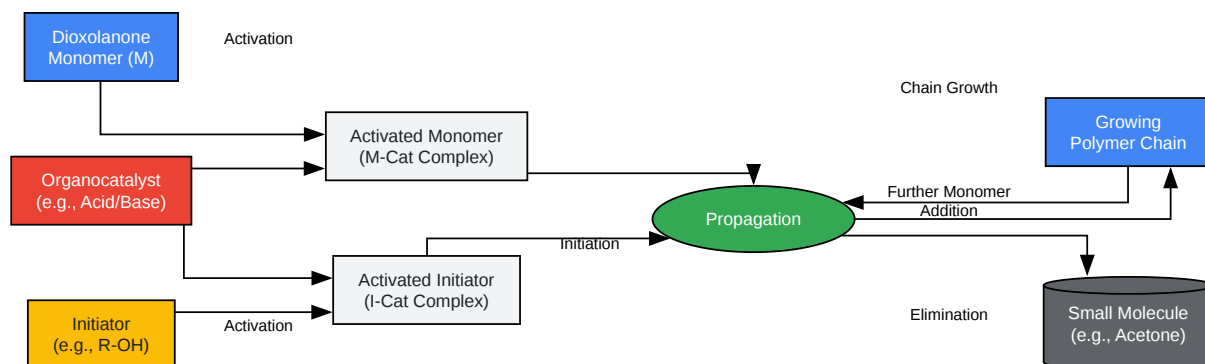 Dioxolanone
Monomer (M)
Activation
Chain Growth
Activated Monomer
(M-Cat Complex)
Growing
Polymer Chain
Organocatalyst
(e.g., Acid/Base)
Further Monomer
Addition
Propagation
Initiation
Activated Initiator
(I-Cat Complex)
Initiator
(e.g., R-OH)
Activation
Elimination
Small Molecule
(e.g., Acetone)